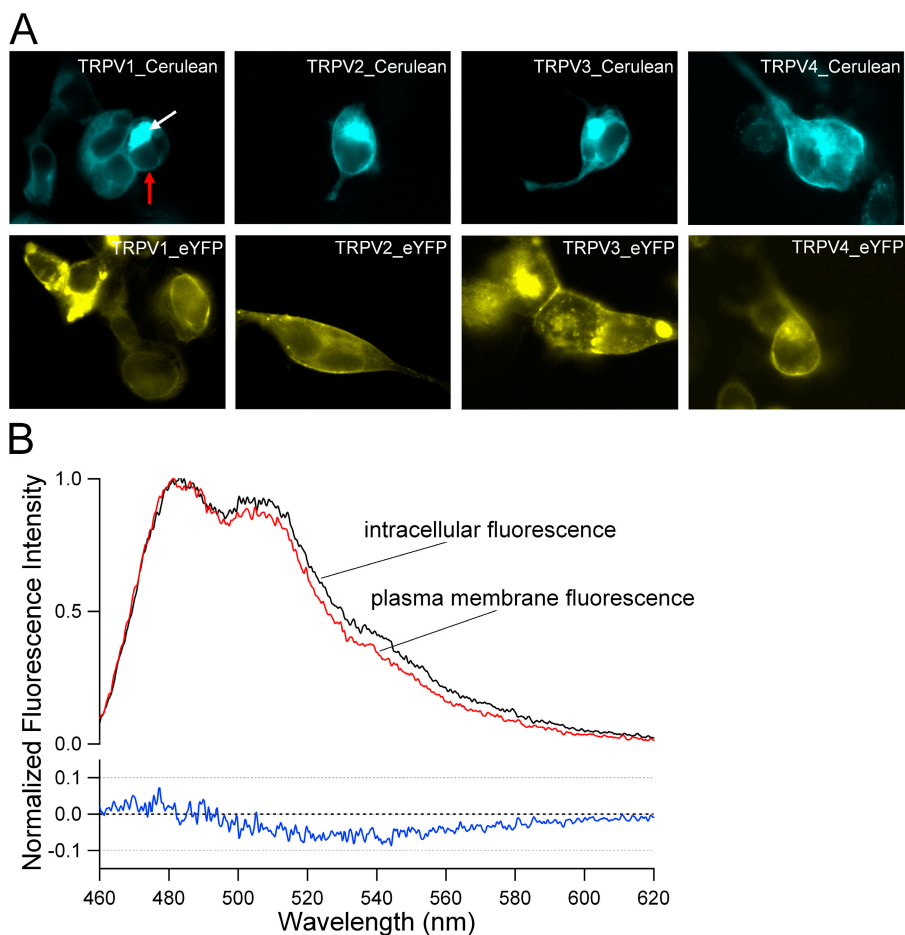 A
TRPV1_Cerulean
TRPV2_Cerulean
TRPV3_Cerulean
TRPV4_Cerulean
TRPV1_eYFP
TRPV2_eYFP
TRPV3_eYFP
TRPV4_eYFP
B
Normalized Fluorescence Intensity
1.0
0.5
0.0
intracellular fluorescence
plasma membrane fluorescence
0.1
0.0
-0.1
460 480 500 520 540 560 580 600 620
Wavelength (nm)